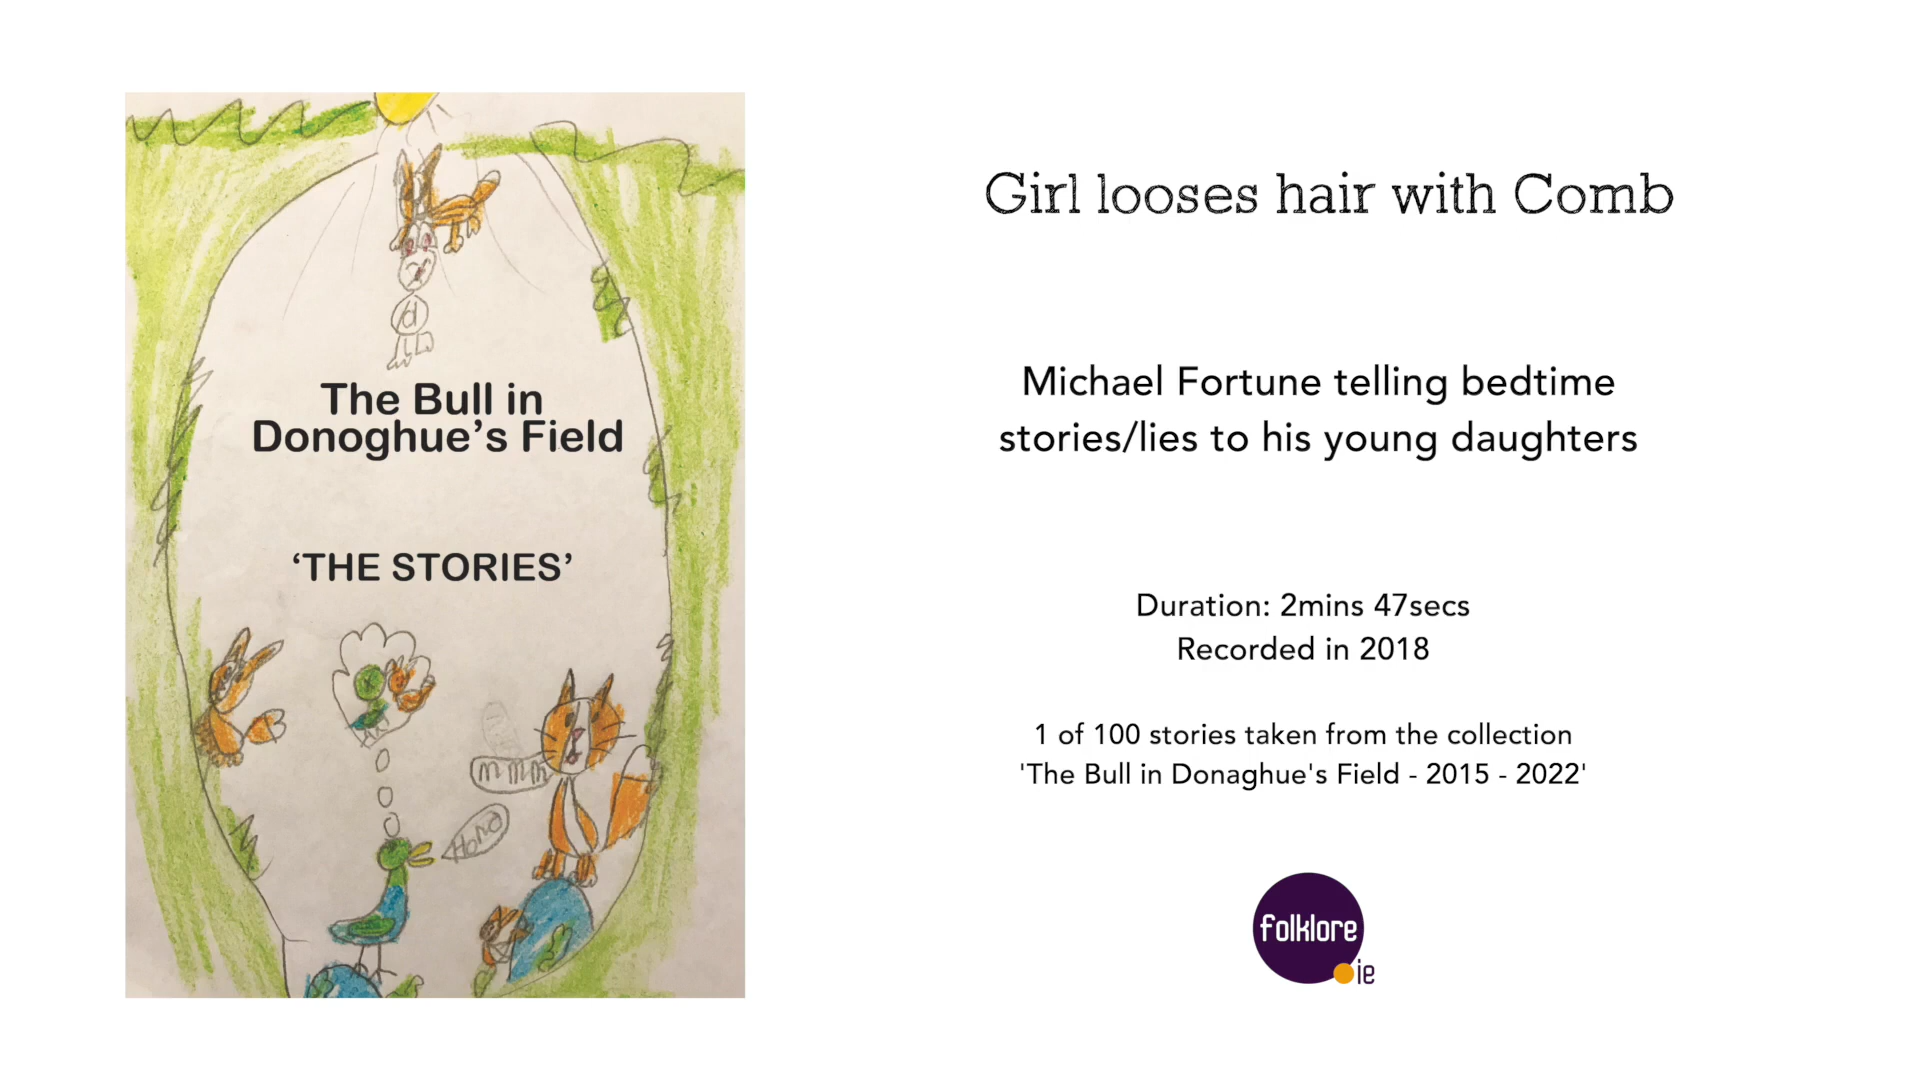 The Bull in
Donoghue’s Field
‘THE STORIES’
mmm
Girl looses hair with Comb
Michael Fortune telling bedtime
stories/lies to his young daughters
Duration: 2mins 47secs
Recorded in 2018
1 of 100 stories taken from the collection
'The Bull in Donaghue's Field - 2015 - 2022'
folklore
.ie